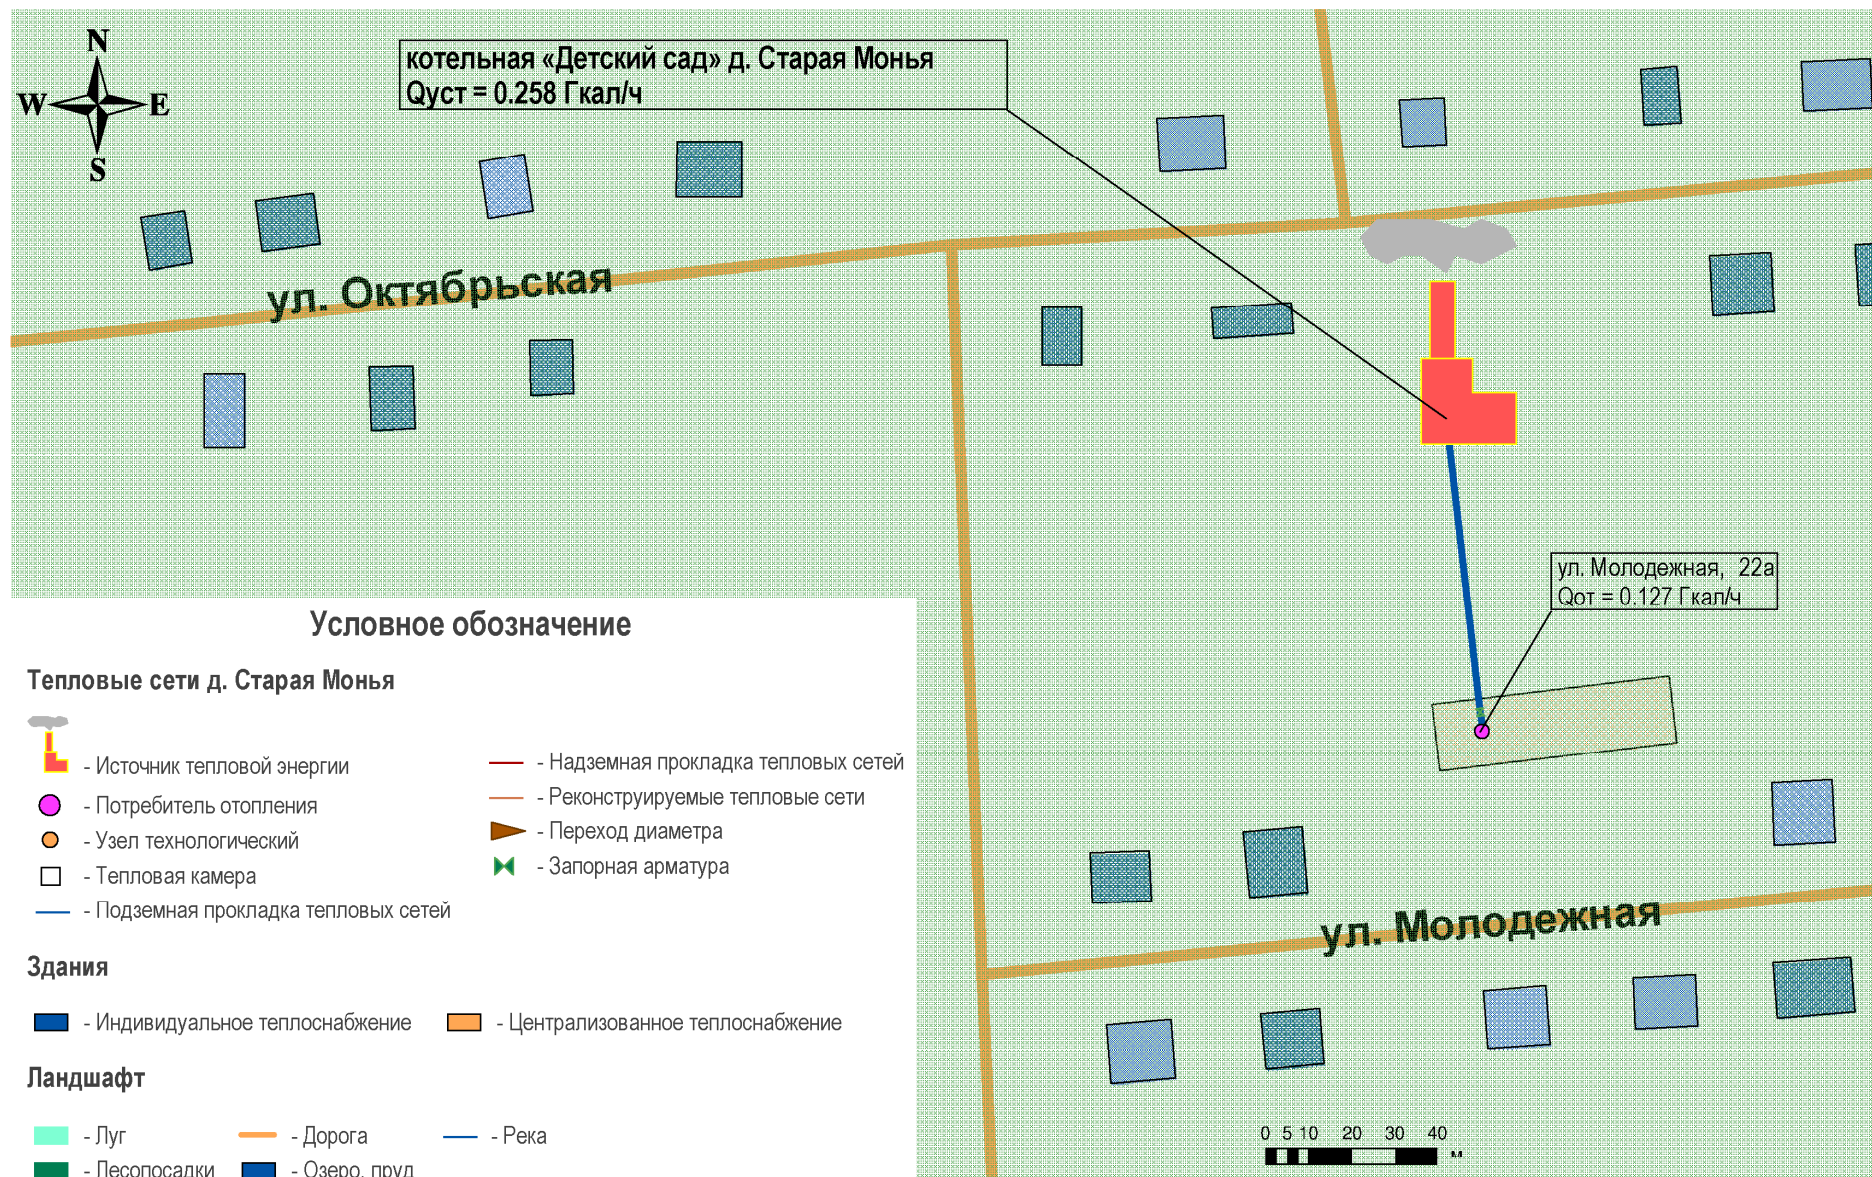 N
W E
S
котельная «Детский сад» д. Старая Монья
Qуст = 0.258 Гкал/ч
ул. Октябрьская
ул. Молодежная, 22а
Qот = 0.127 Гкал/ч
ул. Молодежная
0 5 10 20 30 40
м
Условное обозначение
Тепловые сети д. Старая Монья
- Источник тепловой энергии
- Потребитель отопления
- Узел технологический
- Тепловая камера
- Подземная прокладка тепловых сетей
- Надземная прокладка тепловых сетей
- Реконструируемые тепловые сети
- Переход диаметра
- Запорная арматура
Здания
- Индивидуальное теплоснабжение
- Централизованное теплоснабжение
Ландшафт
- Луг
- Дорога
- Река
- Лесопосадки
- Озеро, пруд